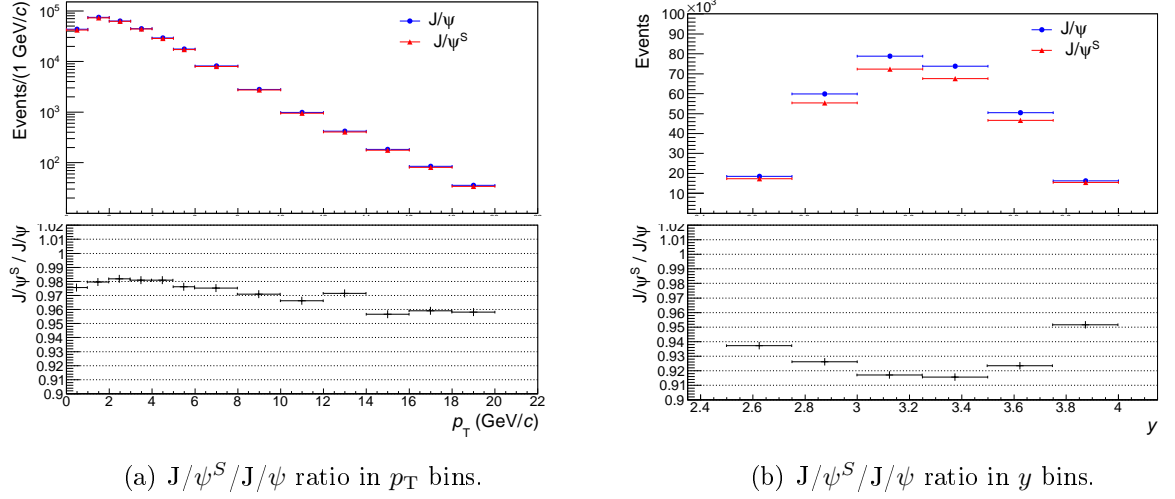 Events/(1 GeV/c)
10^5
10^4
10^3
10^2
J/ψ
J/ψ^S
J/ψ^S / J/ψ
1.02
1.01
1
0.99
0.98
0.97
0.96
0.95
0.94
0.93
0.92
0.91
0.9
0 2 4 6 8 10 12 14 16 18 20 22
p_T (GeV/c)
(a) J/ψ^S/J/ψ ratio in p_T bins.
Events
×10^3
100
90
80
70
60
50
40
30
20
10
J/ψ
J/ψ^S
J/ψ^S / J/ψ
1.02
1.01
1
0.99
0.98
0.97
0.96
0.95
0.94
0.93
0.92
0.91
0.9
2.4 2.6 2.8 3 3.2 3.4 3.6 3.8 4
y
(b) J/ψ^S/J/ψ ratio in y bins.